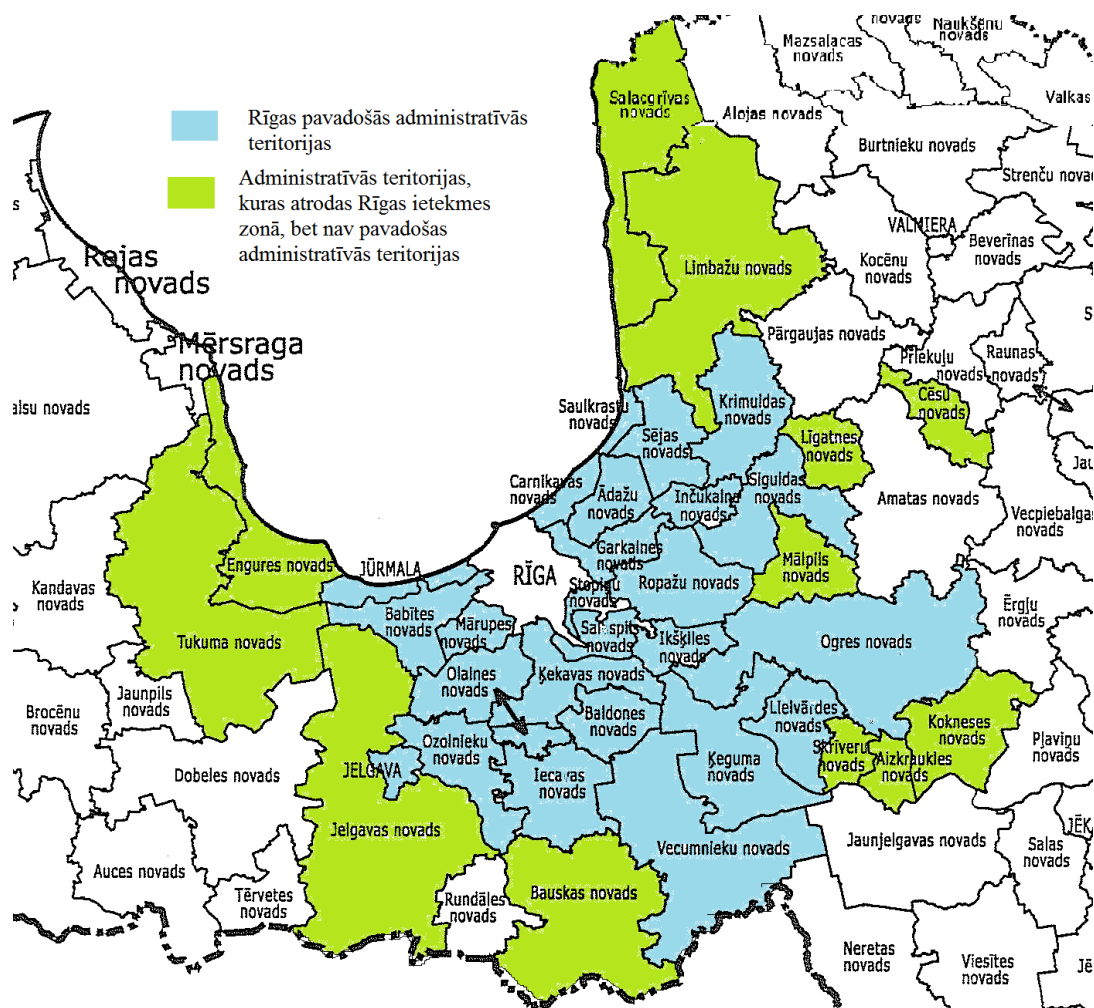 novads
Naukšēnu
novads
Mazsalacas
novads
Salacgrīvas
novads
Alojas novads
Valkas
Burtnieku novads
Strenču novad
Rīgas pavadošās administratīvās
teritorijas
Administratīvās teritorijas,
kuras atrodas Rīgas ietekmes
zonā, bet nav pavadošas
administratīvās teritorijas
VALMIERA
Beverīnas
novads
Kocēnu
novads
Rojas
novads
Limbažu novads
S
Mērsraga
novads
Pārgaujas novads
Priekuļu
novads
Raunas
novads
aisu novads
Krimuldas
novads
Cēsu
novads
Saulkrastu
novads
Sējas
novads
Līgatnes
novads
Jau
Carnikavas
novads
Ādažu
novads
Inčukalna
novads
Siguldas
novads
Amatas novads
Vecpiebalgas
novads
Garkalnes
novads
Mālpils
novads
Engures novads
JŪRMALA
RĪGA
Stopiņu
novads
Ropažu novads
Kandavas
novads
Ērgļu
novads
Babītes
novads
Mārupes
novads
Salaspils
novads
Ikšķiles
novads
Ogres novads
Tukuma novads
Olaines
novads
Ķekavas novads
Jaunpils
novads
Brocēnu
novads
Baldones
novads
Lielvārdes
novads
Kokneses
novads
Pļaviņu
novads
Ozolnieku
novads
Skrīveru
novads
Aizkraukles
novads
Dobeles novads
JELGAVA
Iecavas
novads
Ķeguma
novads
Jelgavas novads
JĒK
Vecumnieku novads
Jaunjelgavas novads
Salas
novads
Auces novads
Tērvetes
novads
Rundāles
novads
Bauskas novads
Neretas
novads
Viesītes
novads
Jē